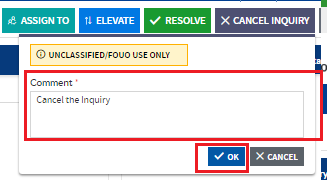 ASSIGN TO ELEVATE RESOLVE CANCEL INQUIRY
UNCLASSIFIED/FOUO USE ONLY
Comment *
Cancel the Inquiry
OK CANCEL